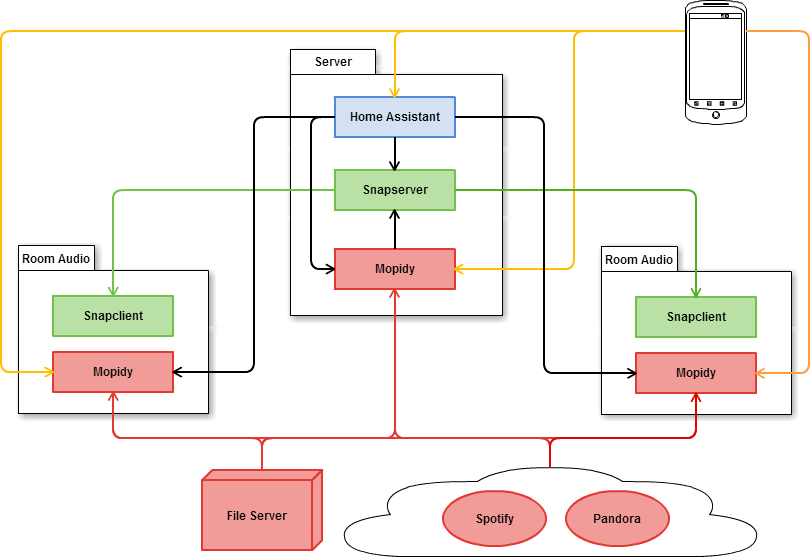 Server
Home Assistant
Snapserver
Mopidy
Room Audio
Snapclient
Mopidy
Room Audio
Snapclient
Mopidy
File Server
Spotify
Pandora